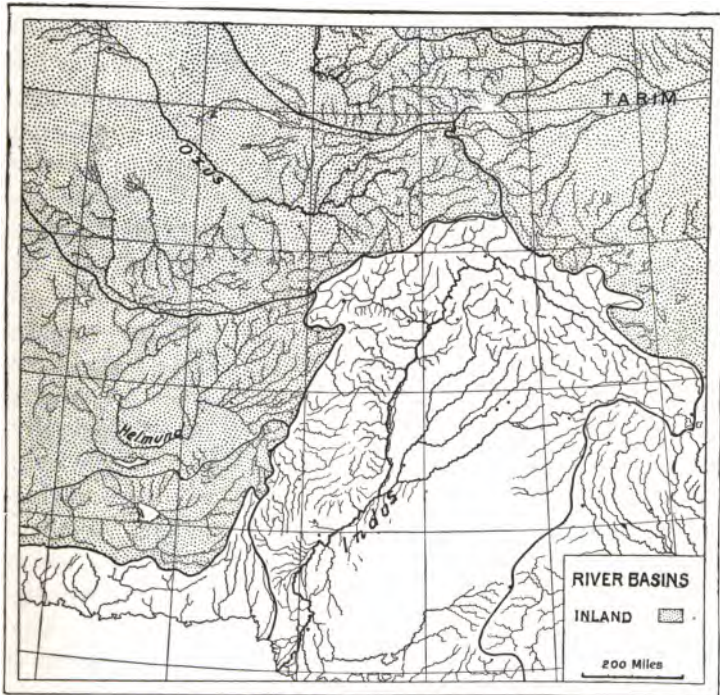 TARIM
OXUS
Helmund
Indus
RIVER BASINS
INLAND
200 Miles